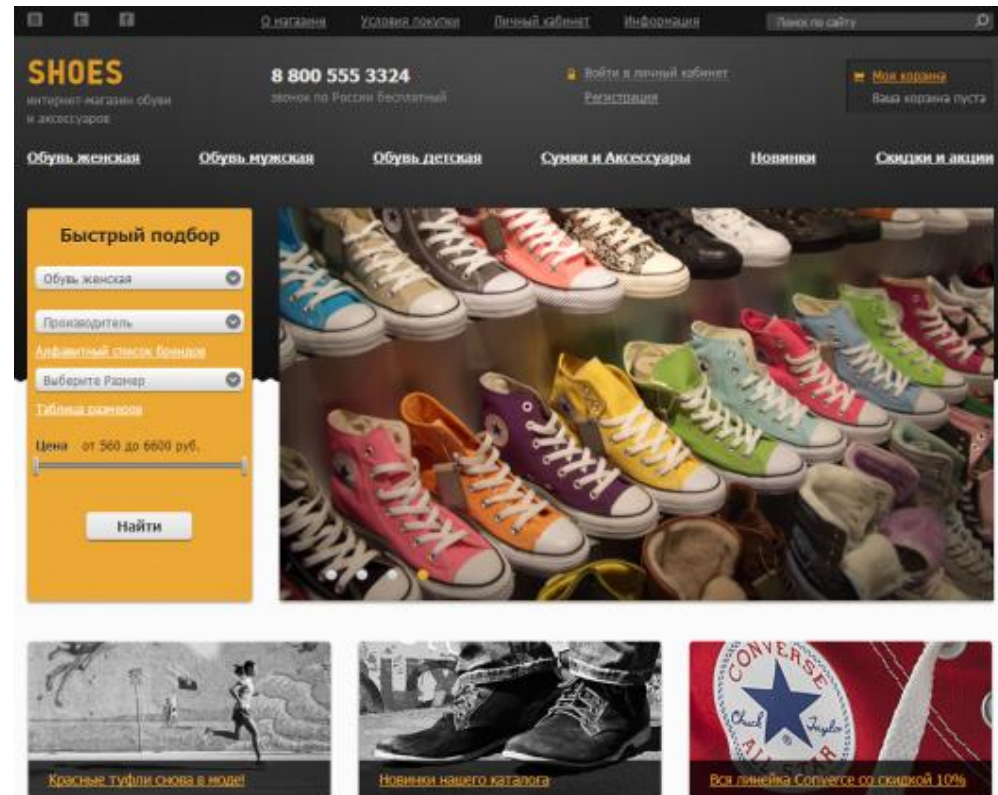 О магазине
Условия покупки
Личный кабинет
Информация
Поиск по сайту
SHOES
интернет-магазин обуви
и аксессуаров
8 800 555 3324
звонок по России бесплатный
Войти в личный кабинет
Регистрация
Моя корзина
Ваша корзина пуста
Обувь женская
Обувь мужская
Обувь детская
Сумки и Аксессуары
Новинки
Скидки и акции
Быстрый подбор
Обувь женская
Производитель
Алфавитный список брендов
Выберите Размер
Таблица размеров
Цена от 560 до 6600 руб.
Найти
CONVERSE
Chuck Taylor
ALL STAR
Красные туфли снова в моде!
Новинки нашего каталога
Вся линейка Converce со скидкой 10%